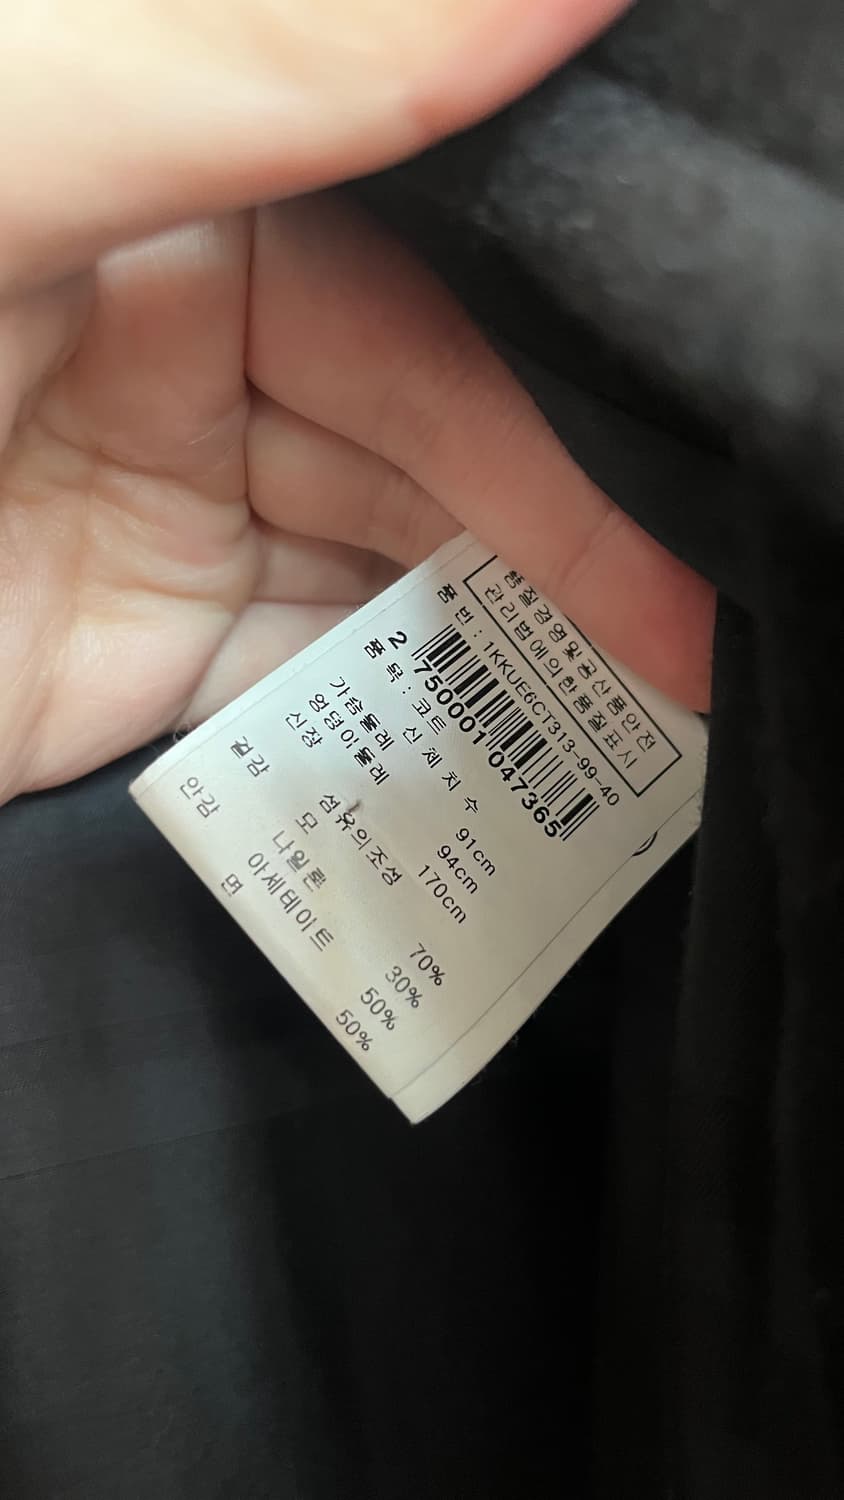 품질경영및공산품안전
관리법에의한품질표시
품 번 : 1KKUE6CT313-99-40
2 750001 047365
품 목 : 코트
신 체 치 수
가슴둘레 91cm
엉덩이둘레 94cm
신장 170cm
섬유의조성
겉감 모 70%
나일론 30%
안감 아세테이트 50%
면 50%